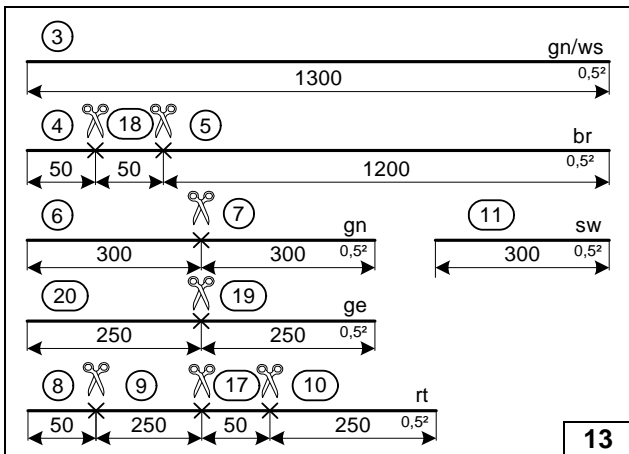 3 gn/ws
1300 0,5²
4 18 5 br
50 50 1200 0,5²
6 7 gn 11 sw
300 300 0,5² 300 0,5²
20 19 ge
250 250 0,5²
8 9 17 10 rt
50 250 50 250 0,5²
13